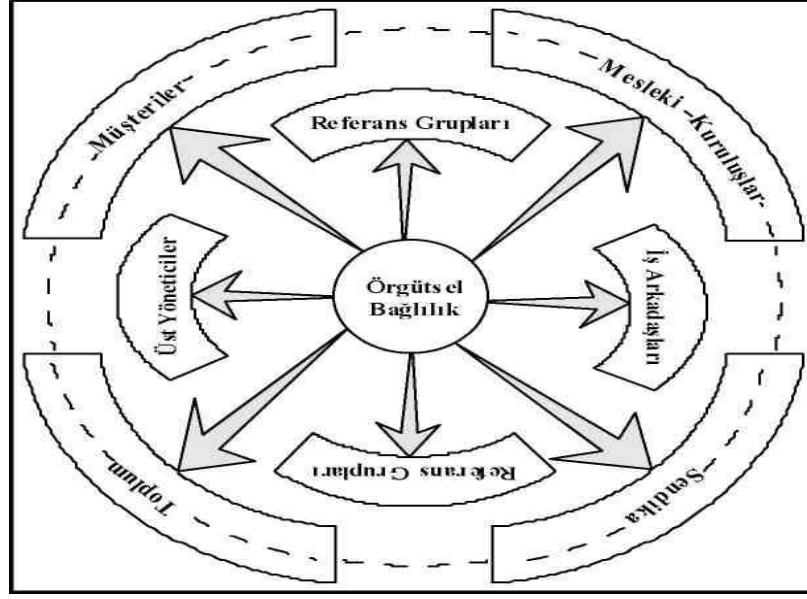 Müşteriler
Mesleki -Kuruluşlar
Referans Grupları
Üst Yöneticiler
Örgütsel
Bağlılık
İş Arkadaşları
Referans Grupları
Toplum
Sendika